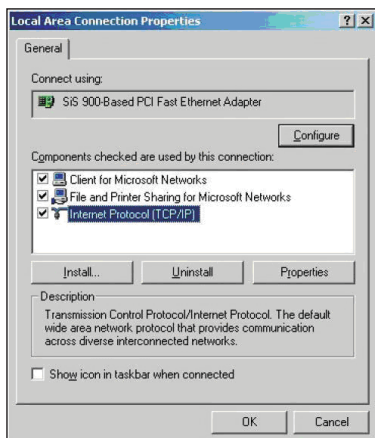 Local Area Connection Properties
General
Connect using:
SiS 900-Based PCI Fast Ethernet Adapter
Configure
Components checked are used by this connection:
Client for Microsoft Networks
File and Printer Sharing for Microsoft Networks
Internet Protocol (TCP/IP)
Install... Uninstall Properties
Description
Transmission Control Protocol/Internet Protocol. The default
wide area network protocol that provides communication
across diverse interconnected networks.
Show icon in taskbar when connected
OK Cancel